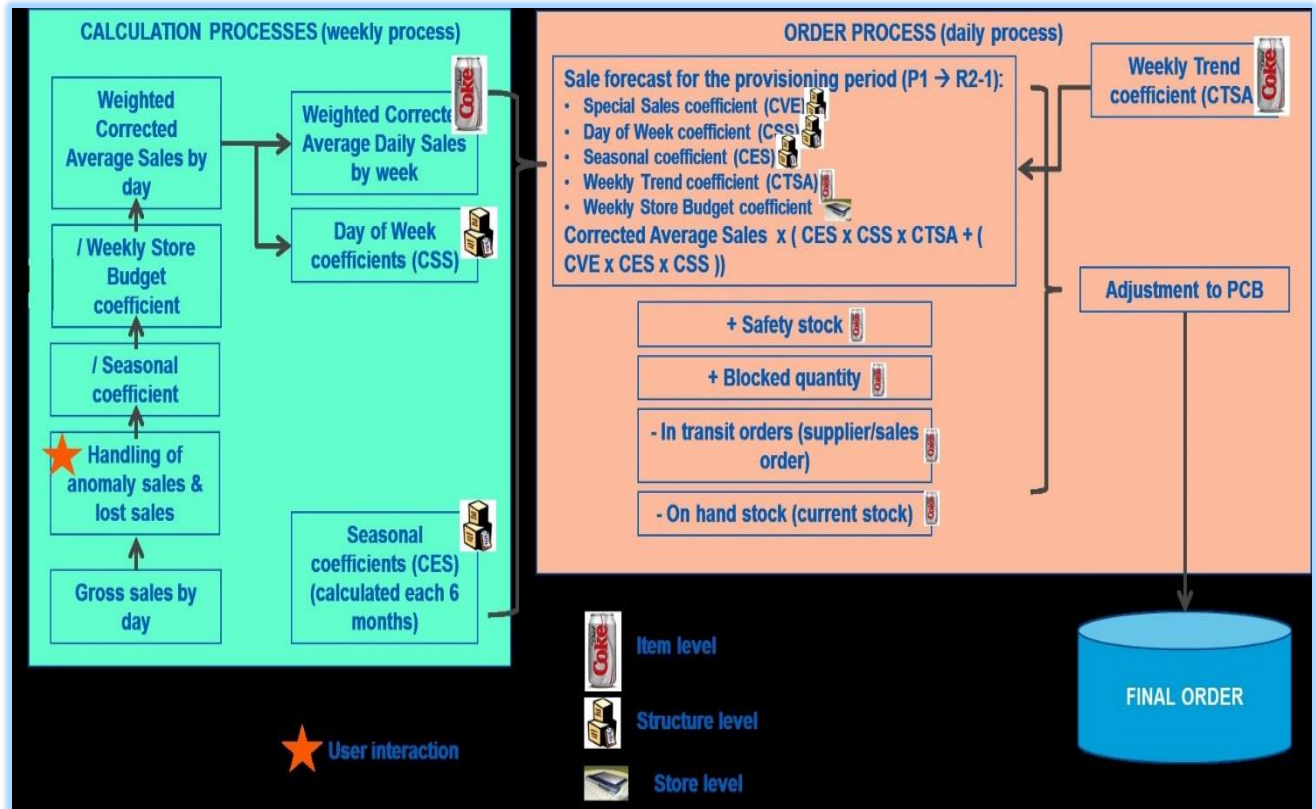 CALCULATION PROCESSES (weekly process)
Weighted
Corrected
Average Sales by
day
/ Weekly Store
Budget
coefficient
/ Seasonal
coefficient
Handling of
anomaly sales &
lost sales
Gross sales by
day
Weighted Corrected
Average Daily Sales
by week
Day of Week
coefficients (CSS)
Seasonal
coefficients (CES)
(calculated each 6
months)
ORDER PROCESS (daily process)
Sale forecast for the provisioning period (P1 → R2-1):
• Special Sales coefficient (CVE)
• Day of Week coefficient (CSS)
• Seasonal coefficient (CES)
• Weekly Trend coefficient (CTSA)
• Weekly Store Budget coefficient
Corrected Average Sales x ( CES x CSS x CTSA + (
CVE x CES x CSS ))
+ Safety stock
+ Blocked quantity
- In transit orders (supplier/sales
order)
- On hand stock (current stock)
Weekly Trend
coefficient (CTSA
Adjustment to PCB
FINAL ORDER
Coke
Item level
Structure level
Store level
User interaction